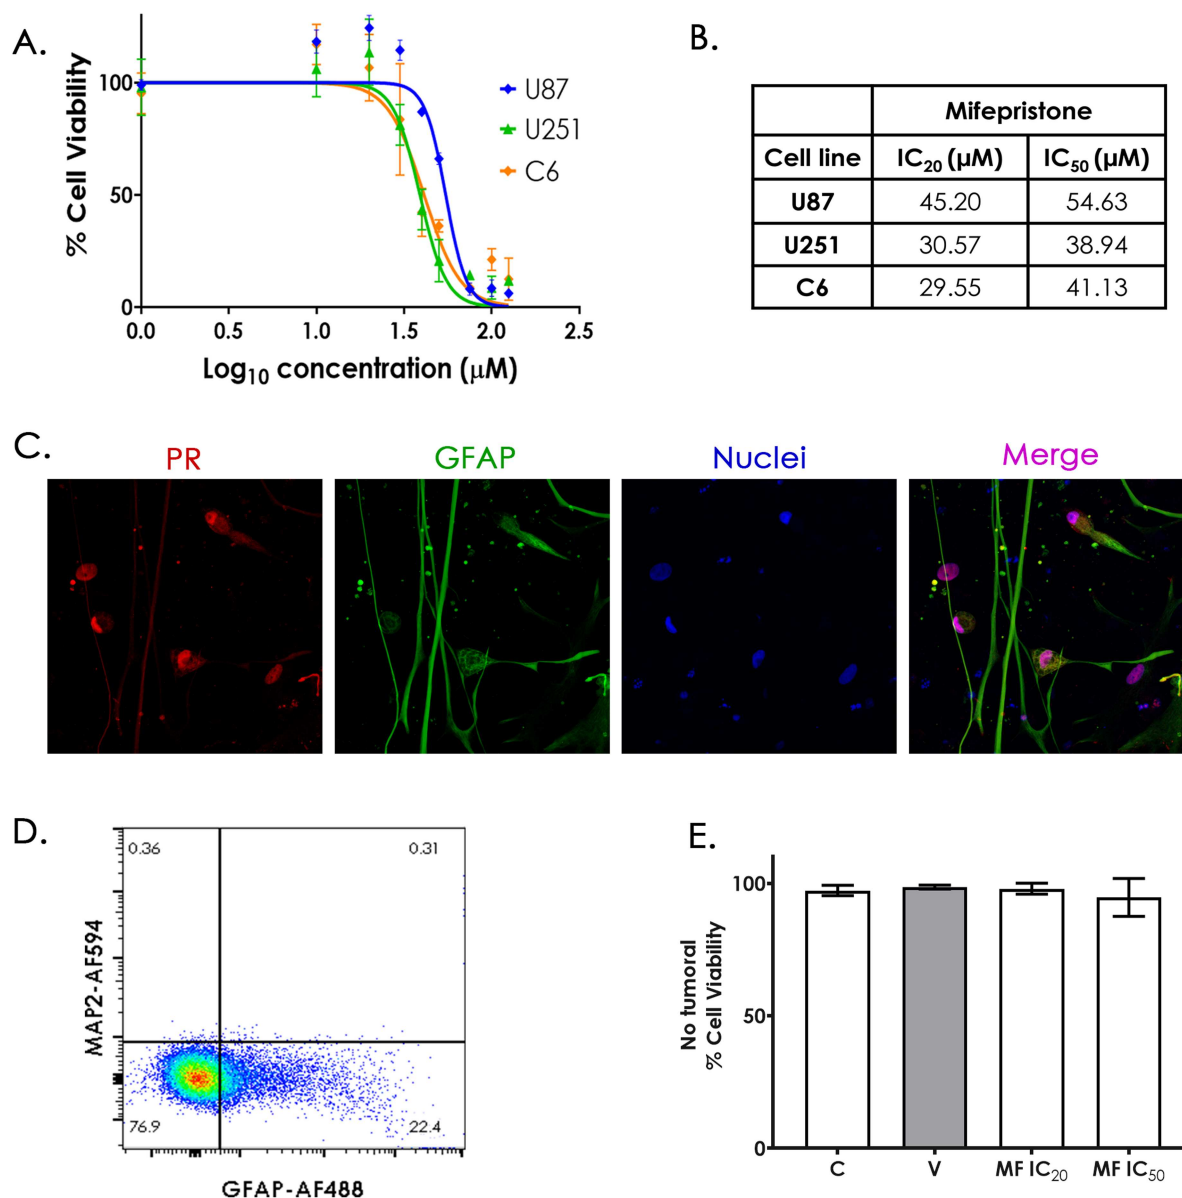 A.
% Cell Viability
100
50
0
0.0 0.5 1.0 1.5 2.0 2.5
Log10 concentration (μM)
U87
U251
C6
B.
Mifepristone
Cell line IC20 (μM) IC50 (μM)
U87 45.20 54.63
U251 30.57 38.94
C6 29.55 41.13
C.
PR GFAP Nuclei Merge
D.
MAP2-AF594
0.36 0.31
76.9 22.4
GFAP-AF488
E.
No tumoral
% Cell Viability
100
50
0
C V MF IC20 MF IC50